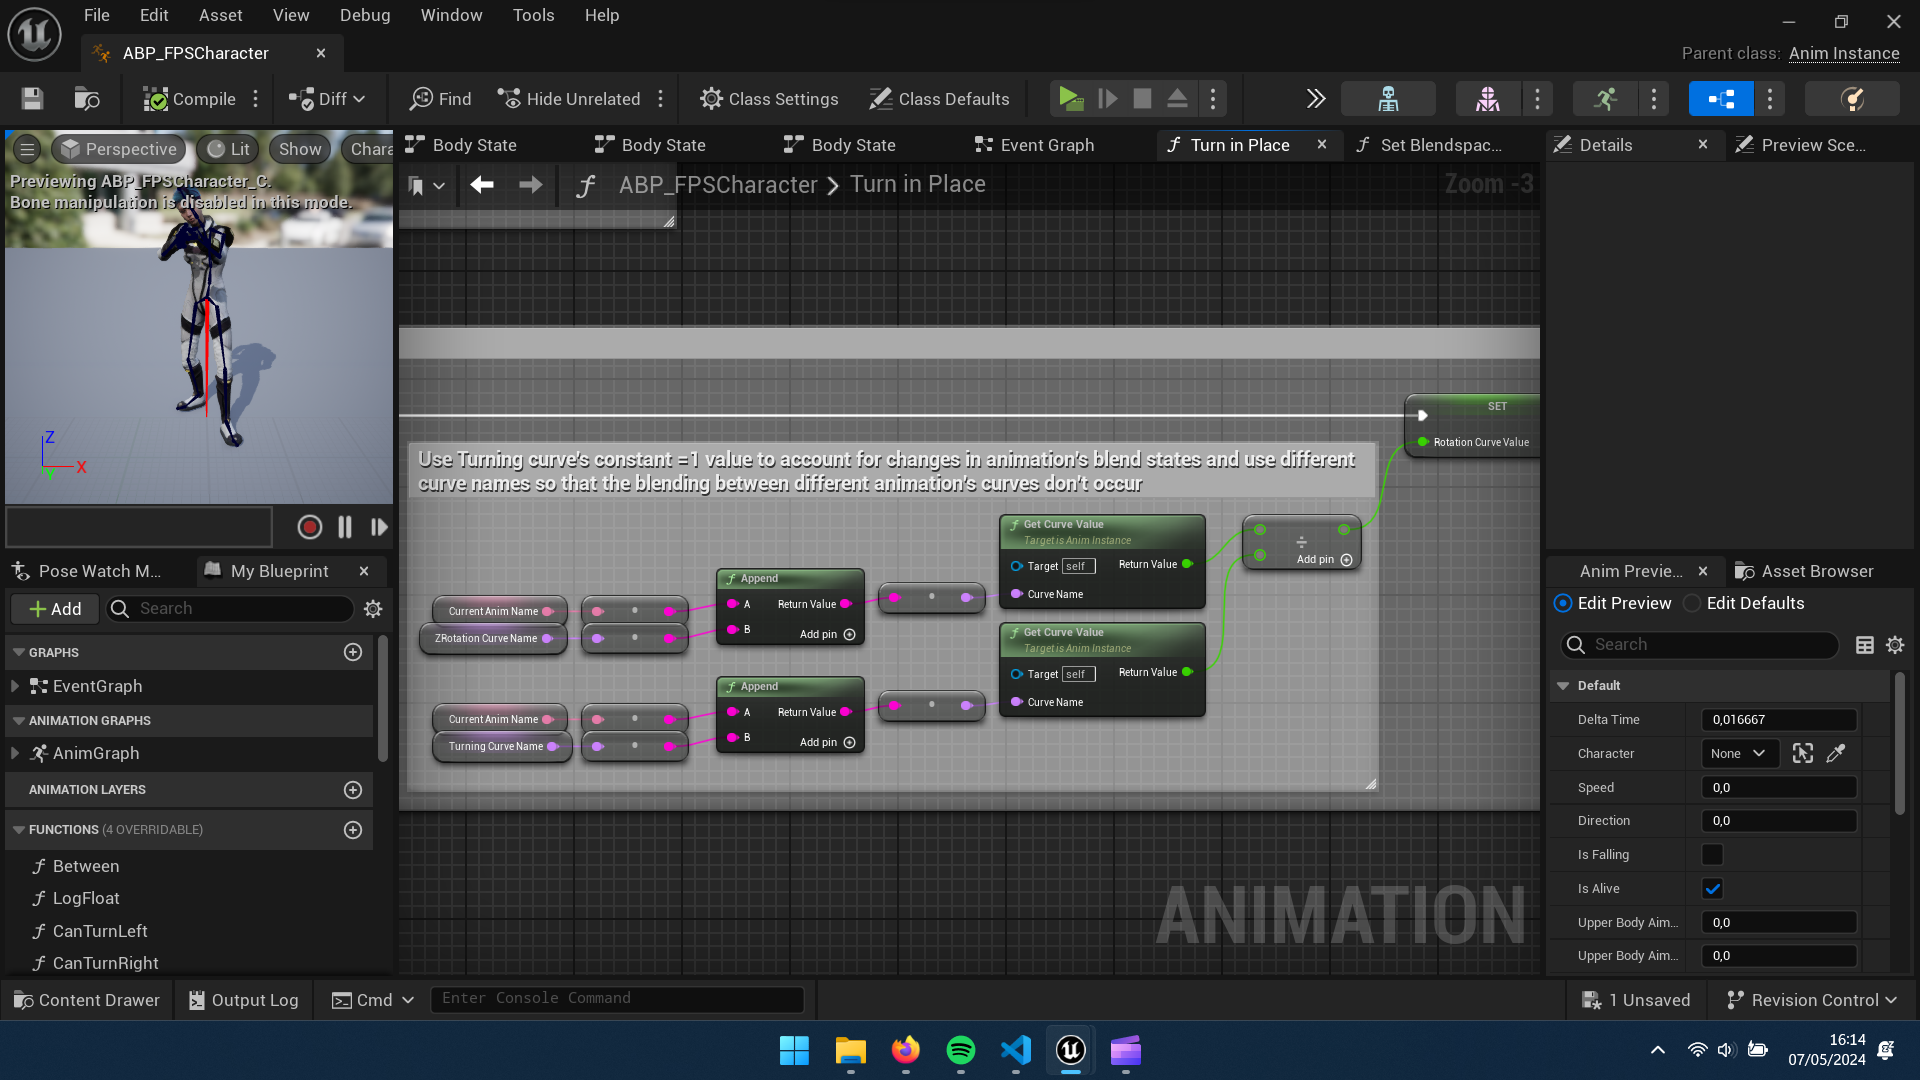 File Edit Asset View Debug Window Tools Help
ABP_FPSCharacter
Parent class: Anim Instance
Compile Diff Find Hide Unrelated Class Settings Class Defaults
Perspective Lit Show Chara
Previewing ABP_FPSCharacter_C.
Bone manipulation is disabled in this mode.
Z
Y
X
Body State Body State Body State Event Graph Turn in Place Set Blendspac...
ABP_FPSCharacter > Turn in Place
Zoom -3
SET
Rotation Curve Value
Use Turning curve's constant =1 value to account for changes in animation's blend states and use different
curve names so that the blending between different animation's curves don't occur
Get Curve Value
Target is Anim Instance
Target self Return Value
Curve Name
÷
Add pin
Append
A Return Value
B Add pin
Current Anim Name
ZRotation Curve Name
Get Curve Value
Target is Anim Instance
Target self Return Value
Curve Name
Append
A Return Value
B Add pin
Current Anim Name
Turning Curve Name
ANIMATION
Pose Watch M... My Blueprint
Add Search
GRAPHS
EventGraph
ANIMATION GRAPHS
AnimGraph
ANIMATION LAYERS
FUNCTIONS (4 OVERRIDABLE)
Between
LogFloat
CanTurnLeft
CanTurnRight
Details Preview Sce...
Anim Previe... Asset Browser
Edit Preview Edit Defaults
Search
Default
Delta Time 0,016667
Character None
Speed 0,0
Direction 0,0
Is Falling
Is Alive
Upper Body Aim... 0,0
Upper Body Aim... 0,0
Content Drawer Output Log Cmd Enter Console Command 1 Unsaved Revision Control
16:14
07/05/2024